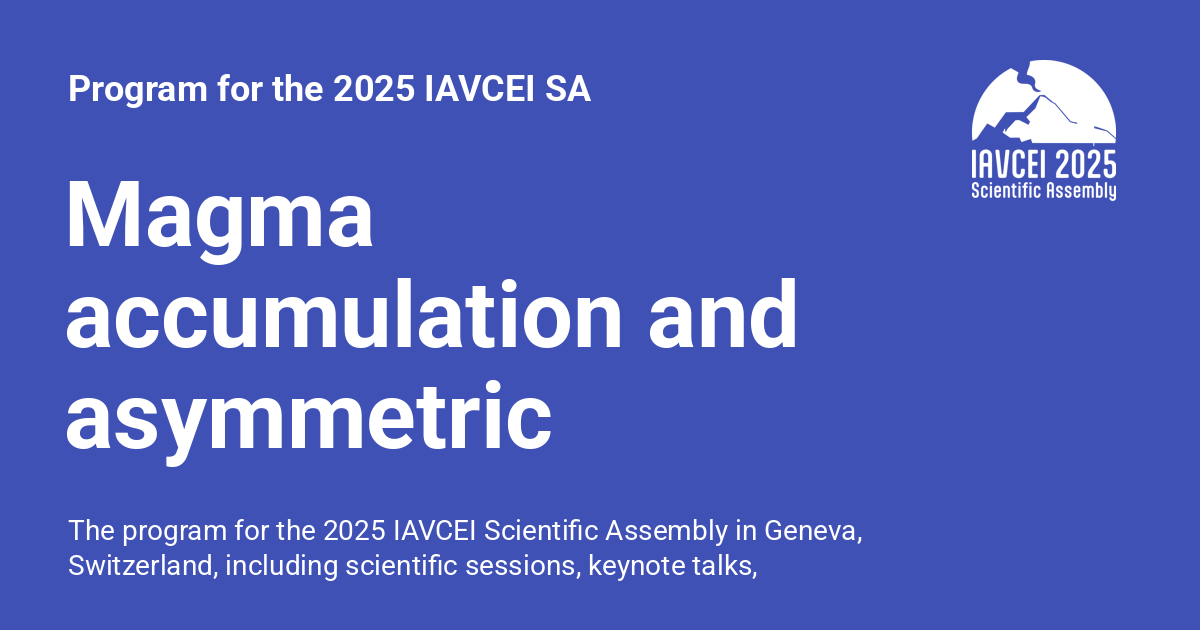 Program for the 2025 IAVCEI SA
IAVCEI 2025
Scientific Assembly
Magma
accumulation and
asymmetric
The program for the 2025 IAVCEI Scientific Assembly in Geneva,
Switzerland, including scientific sessions, keynote talks,